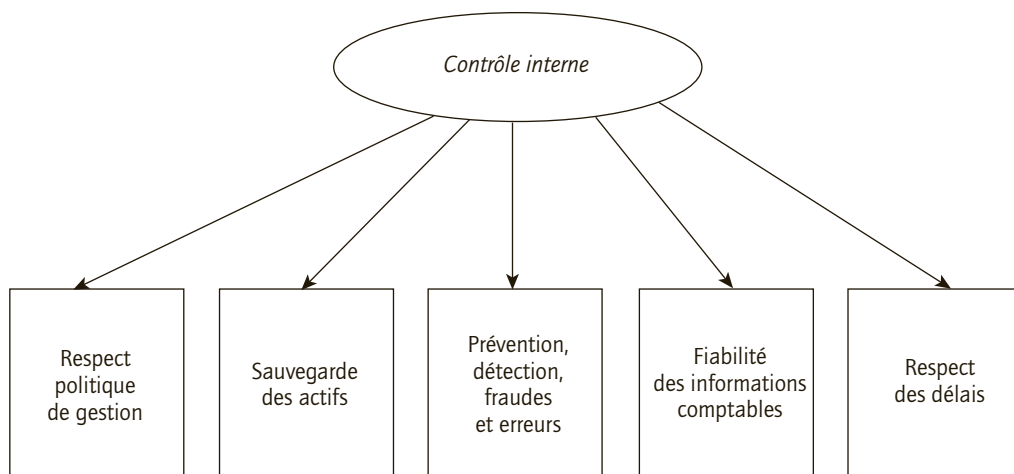 Contrôle interne
Respect
politique
de gestion
Sauvegarde
des actifs
Prévention,
détection,
fraudes
et erreurs
Fiabilité
des informations
comptables
Respect
des délais